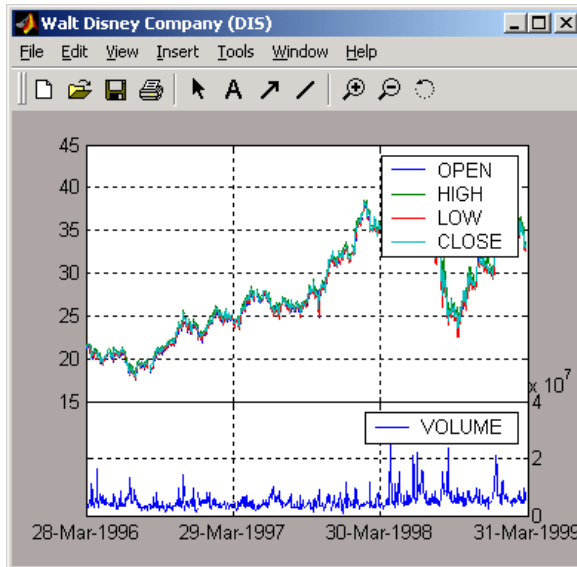 Walt Disney Company (DIS)
File Edit View Insert Tools Window Help
A
45
40
35
30
25
20
15
OPEN
HIGH
LOW
CLOSE
x 10^7
4
2
0
VOLUME
28-Mar-1996 29-Mar-1997 30-Mar-1998 31-Mar-1999